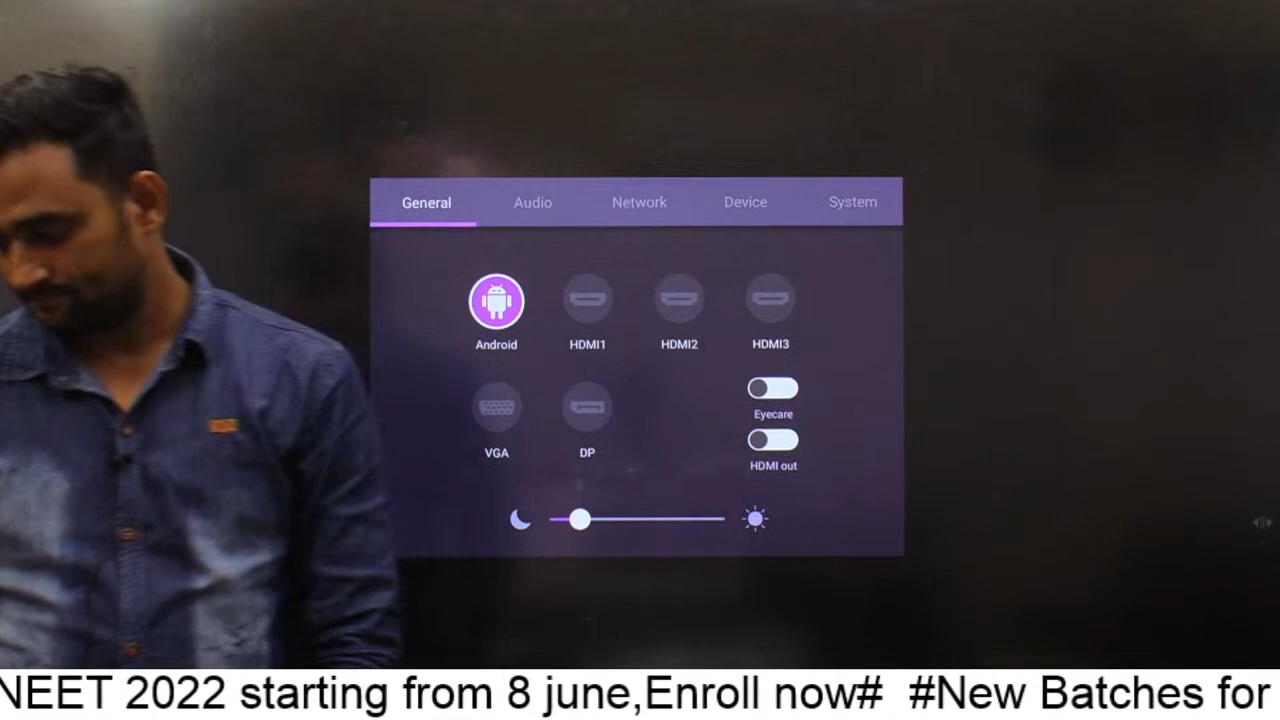 General Audio Network Device System
Android HDMI1 HDMI2 HDMI3
Eyecare
VGA DP
HDMI out
NEET 2022 starting from 8 june,Enroll now# #New Batches for